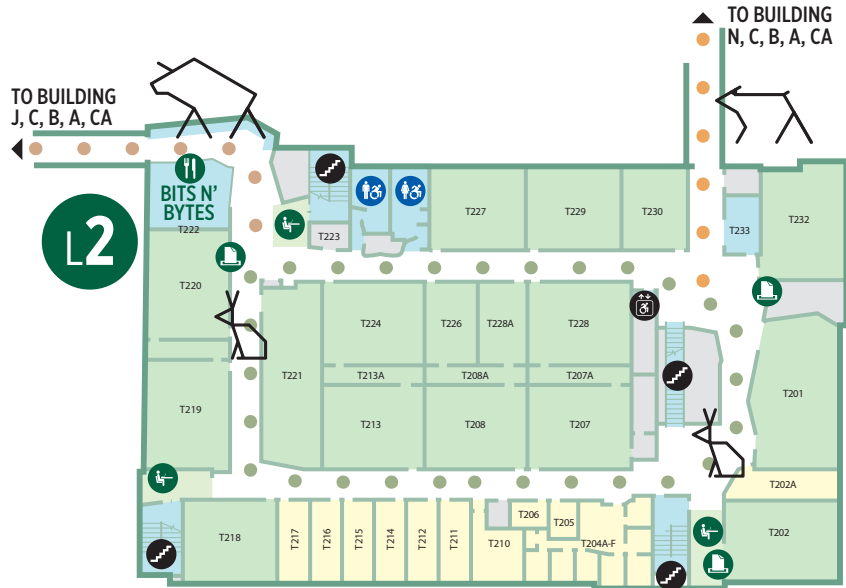 TO BUILDING
N, C, B, A, CA
TO BUILDING
J, C, B, A, CA
BITS N'
BYTES
L2
T222
T223
T227
T229
T230
T233
T232
T220
T221
T224
T226
T228A
T228
T213A
T208A
T207A
T201
T219
T213
T208
T207
T202A
T218
T217
T216
T215
T214
T212
T211
T210
T206
T205
T204A-F
T202